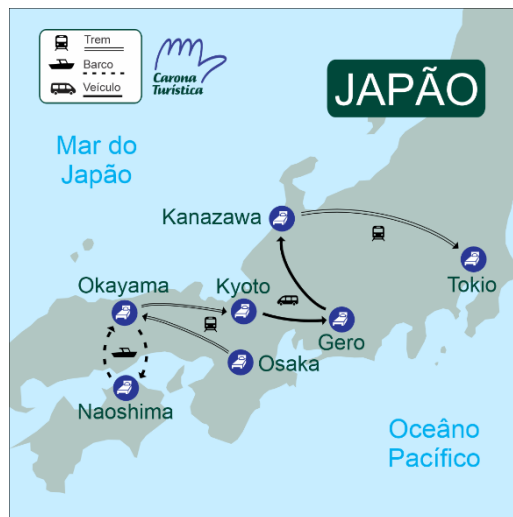 Trem
Barco
Veículo
Carona
Turística
JAPÃO
Mar do
Japão
Kanazawa
Tokio
Okayama
Kyoto
Gero
Osaka
Naoshima
Oceâno
Pacífico